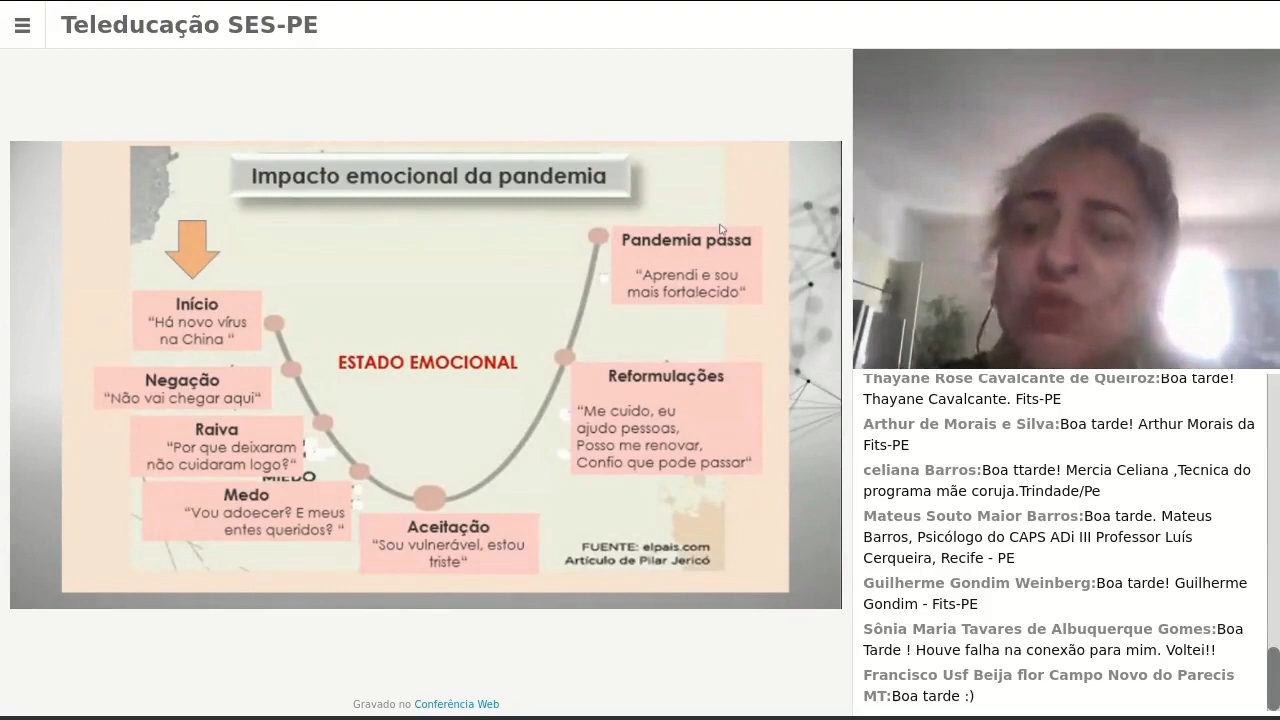 Teleducação SES-PE
Impacto emocional da pandemia
Início
“Há novo vírus
na China “
Negação
“Não vai chegar aqui“
Raiva
“Por que deixaram
não cuidaram logo?“
MIEDO
Medo
“Vou adoecer? E meus
entes queridos? “
Aceitação
“Sou vulnerável, estou
triste“
ESTADO EMOCIONAL
Pandemia passa
“Aprendi e sou
mais fortalecido“
Reformulações
“Me cuido, eu
ajudo pessoas,
Posso me renovar,
Confio que pode passar“
FUENTE: elpais.com
Artículo de Pilar Jericó
Gravado no Conferência Web
Thayane Rose Cavalcante de Queiroz:Boa tarde!
Thayane Cavalcante. Fits-PE
Arthur de Morais e Silva:Boa tarde! Arthur Morais da
Fits-PE
celiana Barros:Boa ttarde! Mercia Celiana ,Tecnica do
programa mãe coruja.Trindade/Pe
Mateus Souto Maior Barros:Boa tarde. Mateus
Barros, Psicólogo do CAPS ADi III Professor Luís
Cerqueira, Recife - PE
Guilherme Gondim Weinberg:Boa tarde! Guilherme
Gondim - Fits-PE
Sônia Maria Tavares de Albuquerque Gomes:Boa
Tarde ! Houve falha na conexão para mim. Voltei!!
Francisco Usf Beija flor Campo Novo do Parecis
MT:Boa tarde :)